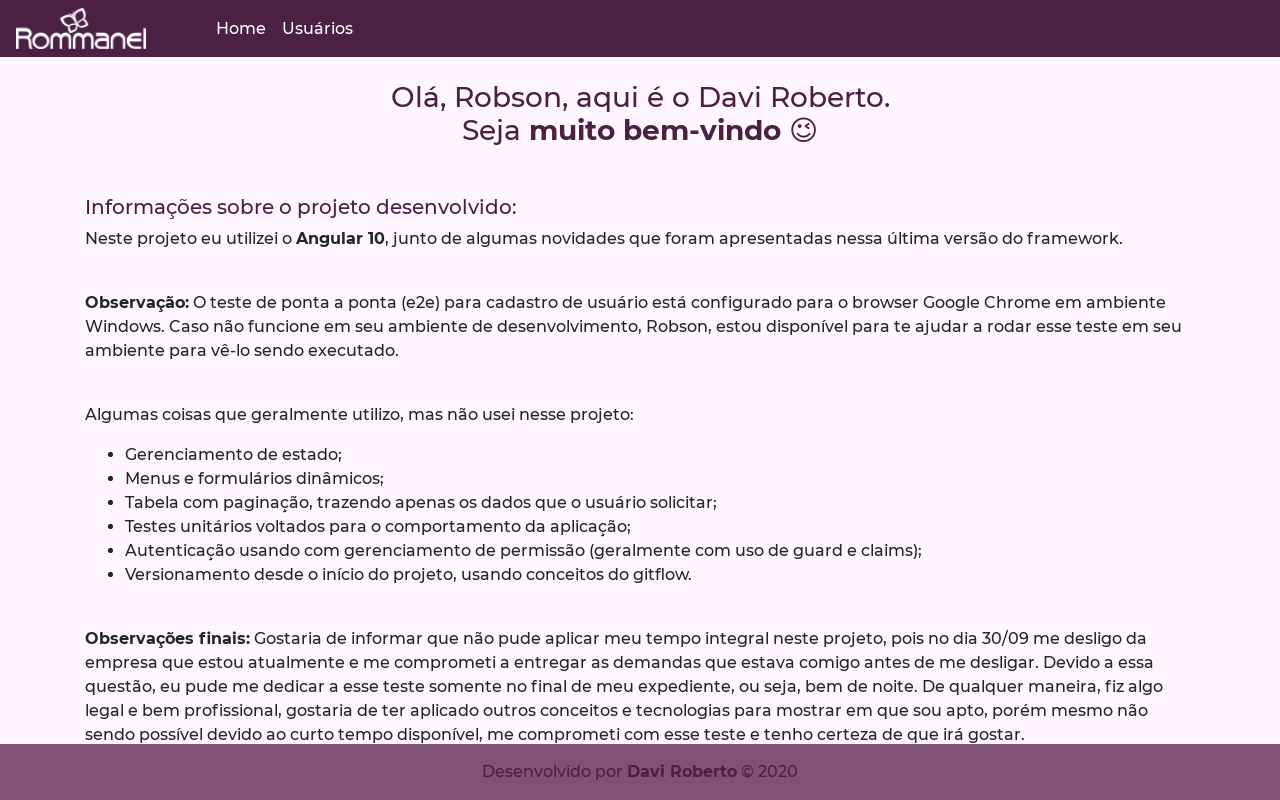 Rommanel
Home Usuários
Olá, Robson, aqui é o Davi Roberto.
Seja muito bem-vindo 😉
Informações sobre o projeto desenvolvido:
Neste projeto eu utilizei o Angular 10, junto de algumas novidades que foram apresentadas nessa última versão do framework.
Observação: O teste de ponta a ponta (e2e) para cadastro de usuário está configurado para o browser Google Chrome em ambiente
Windows. Caso não funcione em seu ambiente de desenvolvimento, Robson, estou disponível para te ajudar a rodar esse teste em seu
ambiente para vê-lo sendo executado.
Algumas coisas que geralmente utilizo, mas não usei nesse projeto:
• Gerenciamento de estado;
• Menus e formulários dinâmicos;
• Tabela com paginação, trazendo apenas os dados que o usuário solicitar;
• Testes unitários voltados para o comportamento da aplicação;
• Autenticação usando com gerenciamento de permissão (geralmente com uso de guard e claims);
• Versionamento desde o início do projeto, usando conceitos do gitflow.
Observações finais: Gostaria de informar que não pude aplicar meu tempo integral neste projeto, pois no dia 30/09 me desligo da
empresa que estou atualmente e me comprometi a entregar as demandas que estava comigo antes de me desligar. Devido a essa
questão, eu pude me dedicar a esse teste somente no final de meu expediente, ou seja, bem de noite. De qualquer maneira, fiz algo
legal e bem profissional, gostaria de ter aplicado outros conceitos e tecnologias para mostrar em que sou apto, porém mesmo não
sendo possível devido ao curto tempo disponível, me comprometi com esse teste e tenho certeza de que irá gostar.
Desenvolvido por Davi Roberto © 2020